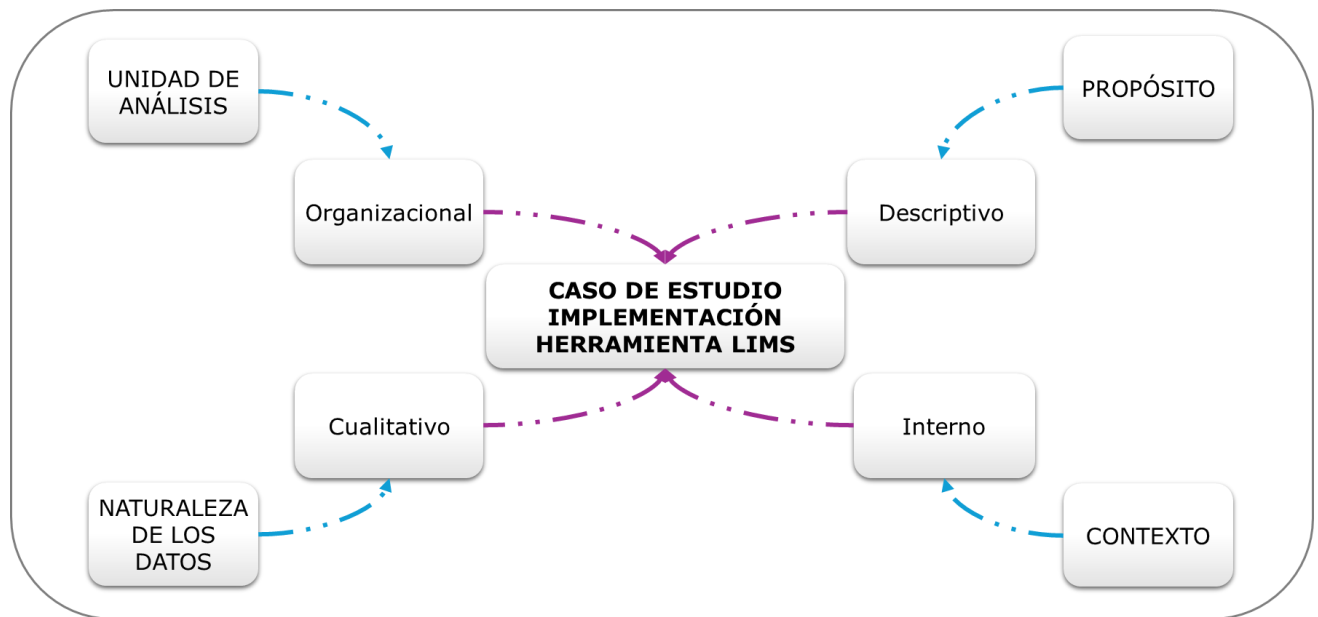 UNIDAD DE
ANÁLISIS
PROPÓSITO
Organizacional
Descriptivo
CASO DE ESTUDIO
IMPLEMENTACIÓN
HERRAMIENTA LIMS
Cualitativo
Interno
NATURALEZA
DE LOS
DATOS
CONTEXTO